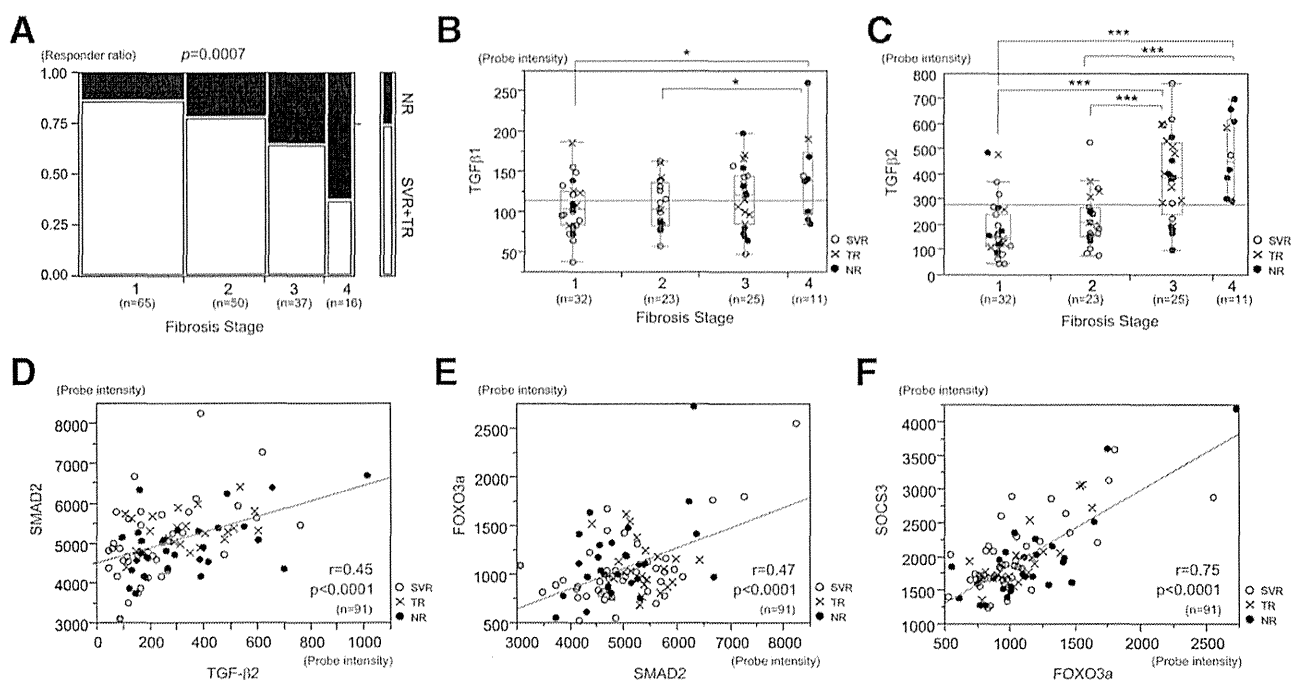 A
(Responder ratio)
p=0.0007
1.00
0.75
0.50
0.25
0.00
NR
SVR+TR
1 2 3 4
(n=65) (n=50) (n=37) (n=16)
Fibrosis Stage
B
(Probe intensity)
* 
*
TGFβ1
250
200
150
100
50
○ SVR
× TR
● NR
1 2 3 4
(n=32) (n=23) (n=25) (n=11)
Fibrosis Stage
C
(Probe intensity)
***
***
***
***
TGFβ2
800
700
600
500
400
300
200
100
0
○ SVR
× TR
● NR
1 2 3 4
(n=32) (n=23) (n=25) (n=11)
Fibrosis Stage
D
(Probe intensity)
SMAD2
8000
7000
6000
5000
4000
3000
r=0.45
p<0.0001
(n=91)
○ SVR
× TR
● NR
0 200 400 600 800 1000
(Probe intensity)
TGF-β2
E
(Probe intensity)
FOXO3a
2500
2000
1500
1000
500
r=0.47
p<0.0001
(n=91)
○ SVR
× TR
● NR
3000 4000 5000 6000 7000 8000
(Probe intensity)
SMAD2
F
(Probe intensity)
SOCS3
4000
3500
3000
2500
2000
1500
1000
r=0.75
p<0.0001
(n=91)
○ SVR
× TR
● NR
500 1000 1500 2000 2500
(Probe intensity)
FOXO3a